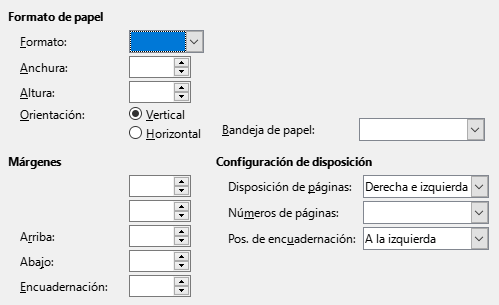 Formato de papel
Formato:
Anchura:
Altura:
Orientación: Vertical
Horizontal Bandeja de papel:
Márgenes Configuración de disposición
Disposición de páginas: Derecha e izquierda
Números de páginas:
Arriba: Pos. de encuadernación: A la izquierda
Abajo:
Encuadernación: